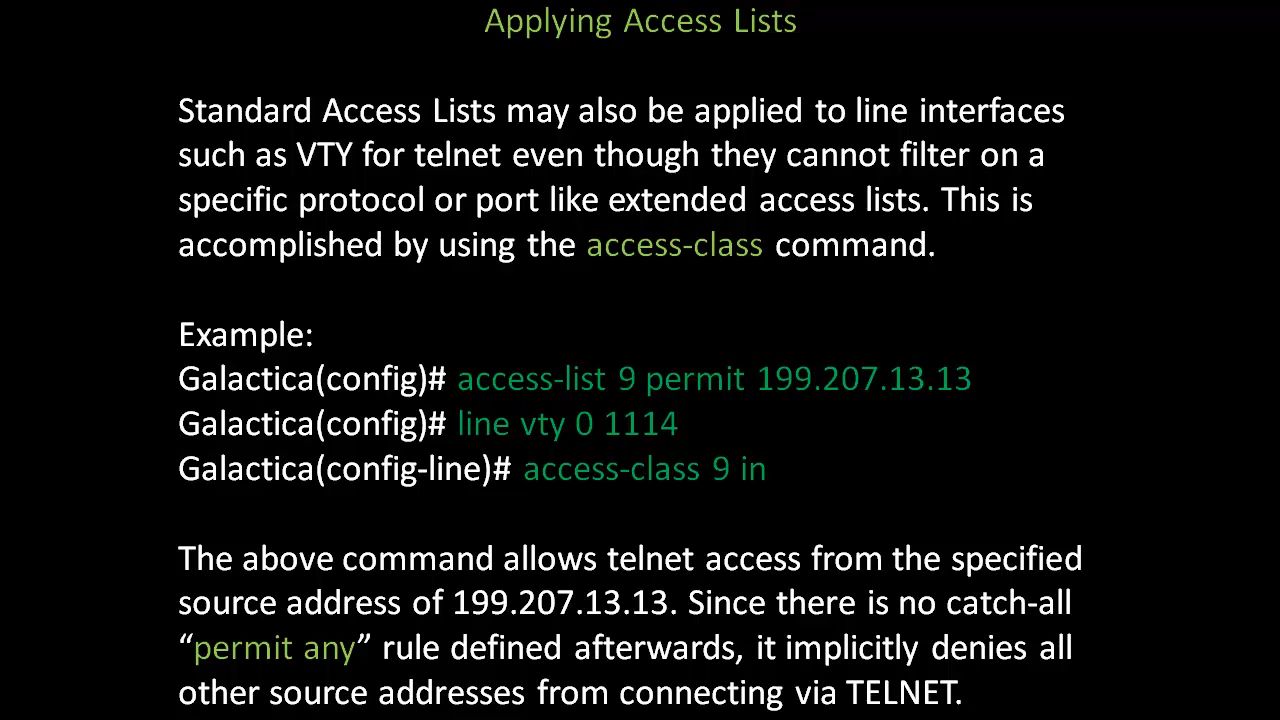 Applying Access Lists
Standard Access Lists may also be applied to line interfaces
such as VTY for telnet even though they cannot filter on a
specific protocol or port like extended access lists. This is
accomplished by using the access-class command.
Example:
Galactica(config)# access-list 9 permit 199.207.13.13
Galactica(config)# line vty 0 1114
Galactica(config-line)# access-class 9 in
The above command allows telnet access from the specified
source address of 199.207.13.13. Since there is no catch-all
“permit any” rule defined afterwards, it implicitly denies all
other source addresses from connecting via TELNET.